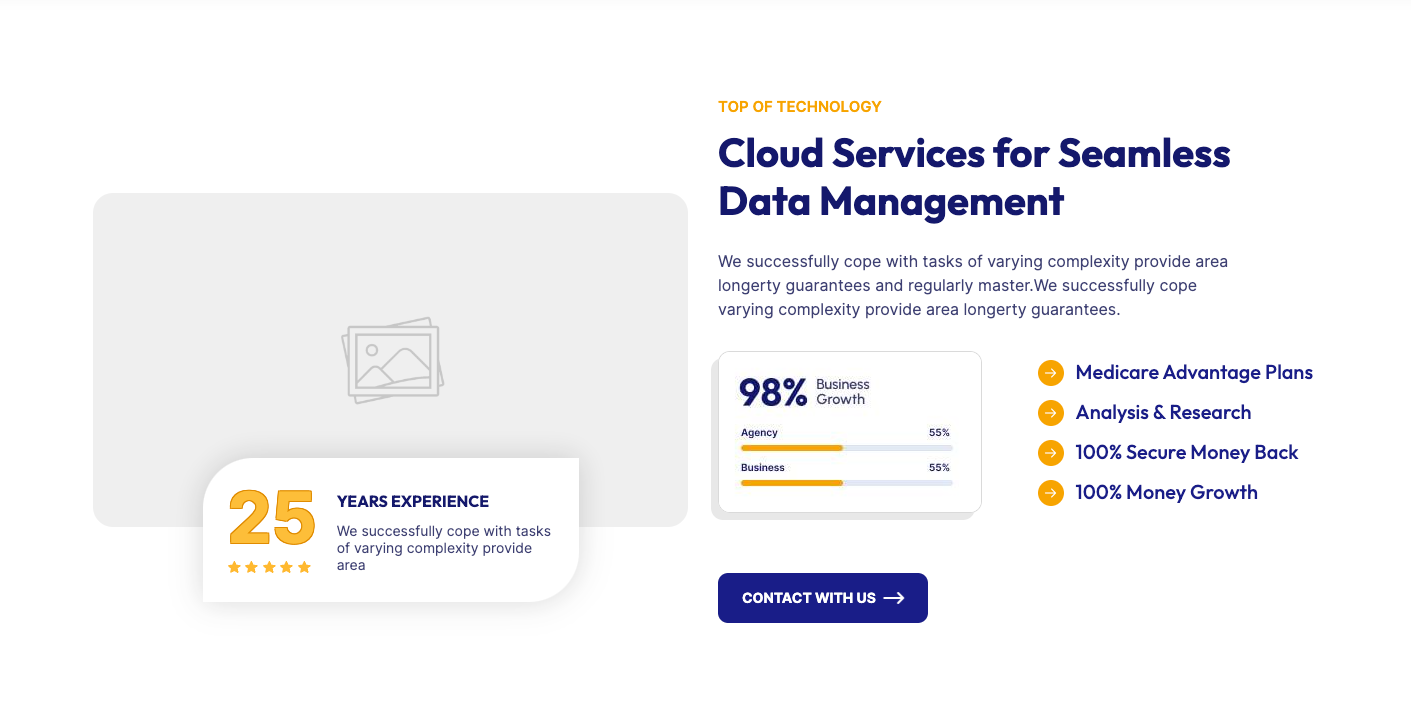 TOP OF TECHNOLOGY
Cloud Services for Seamless
Data Management
We successfully cope with tasks of varying complexity provide area
longerty guarantees and regularly master.We successfully cope
varying complexity provide area longerty guarantees.
98% Business
Growth
Agency 55%
Business 55%
Medicare Advantage Plans
Analysis & Research
100% Secure Money Back
100% Money Growth
CONTACT WITH US
25
YEARS EXPERIENCE
We successfully cope with tasks
of varying complexity provide
area